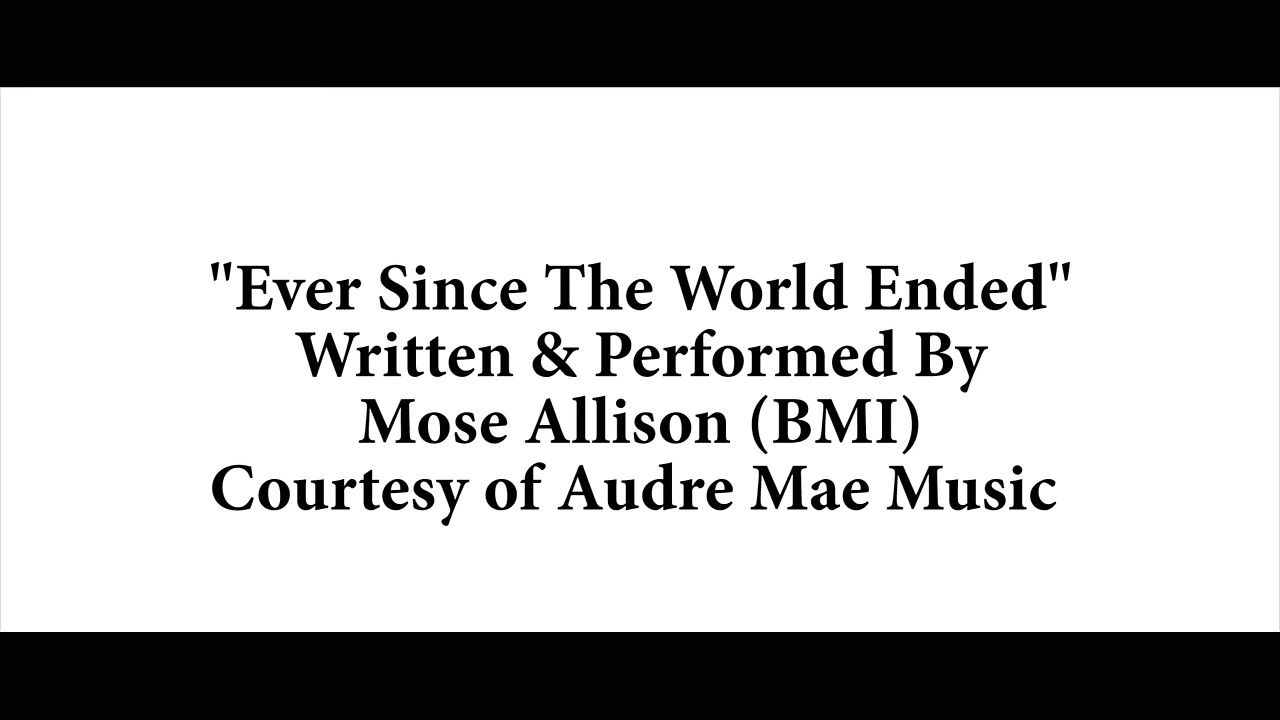 "Ever Since The World Ended"
Written & Performed By
Mose Allison (BMI)
Courtesy of Audre Mae Music